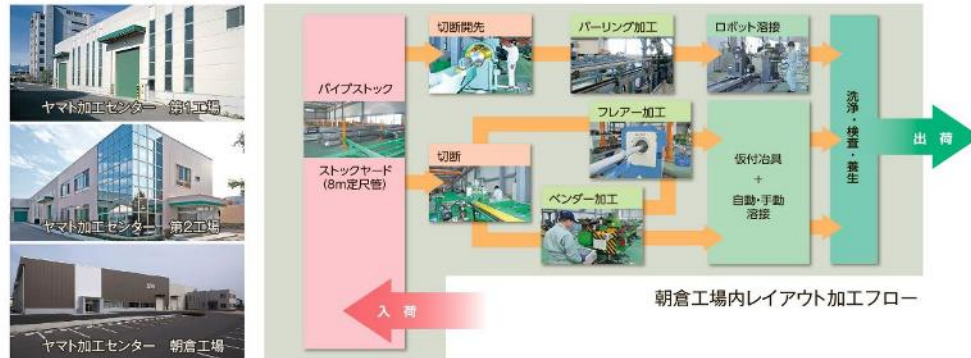 ヤマト加工センター　第1工場
ヤマト加工センター　第2工場
ヤマト加工センター　朝倉工場
パイプストック
ストックヤード
(8m定尺管)
入 荷
切断開先
バーリング加工
ロボット溶接
切断
フレアー加工
ベンダー加工
仮付冶具
+
自動・手動
溶接
洗浄・検査・養生
出 荷
朝倉工場内レイアウト加工フロー